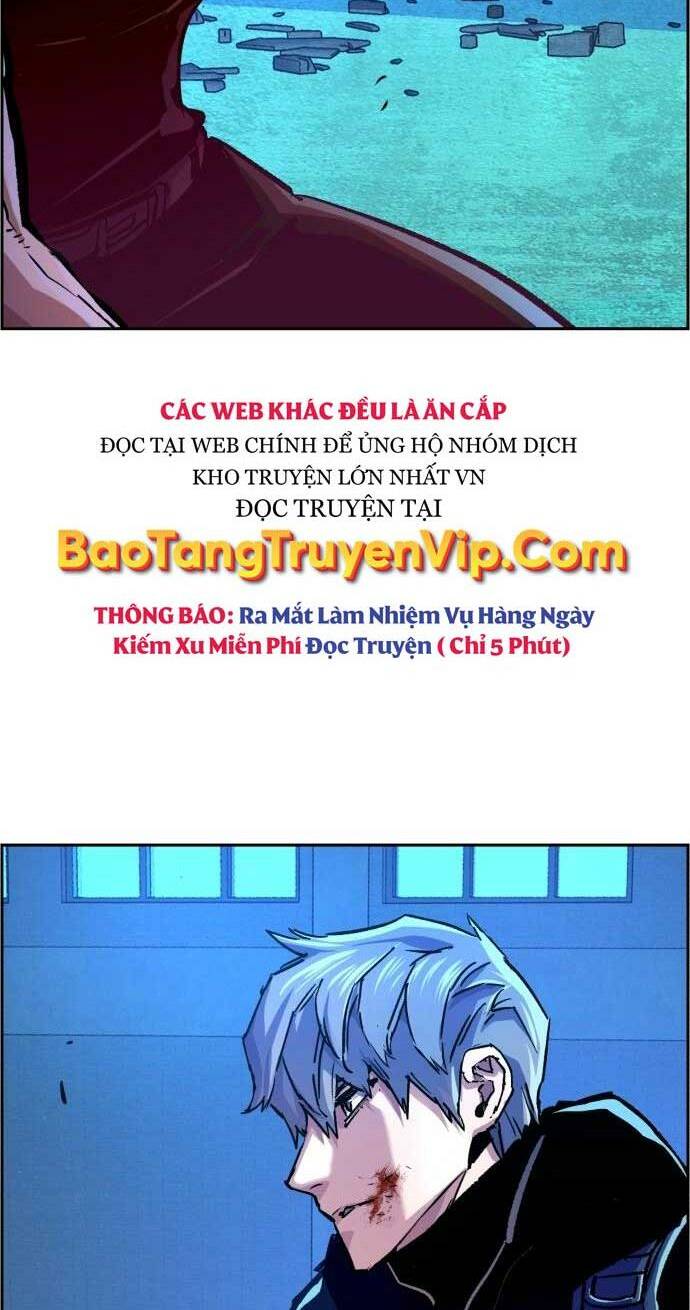 CÁC WEB KHÁC ĐỀU LÀ ĂN CẮP
ĐỌC TẠI WEB CHÍNH ĐỂ ỦNG HỘ NHÓM DỊCH
KHO TRUYỆN LỚN NHẤT VN
ĐỌC TRUYỆN TẠI
BaoTangTruyenVip.Com
THÔNG BÁO: Ra Mắt Làm Nhiệm Vụ Hàng Ngày
Kiếm Xu Miễn Phí Đọc Truyện ( Chỉ 5 Phút)